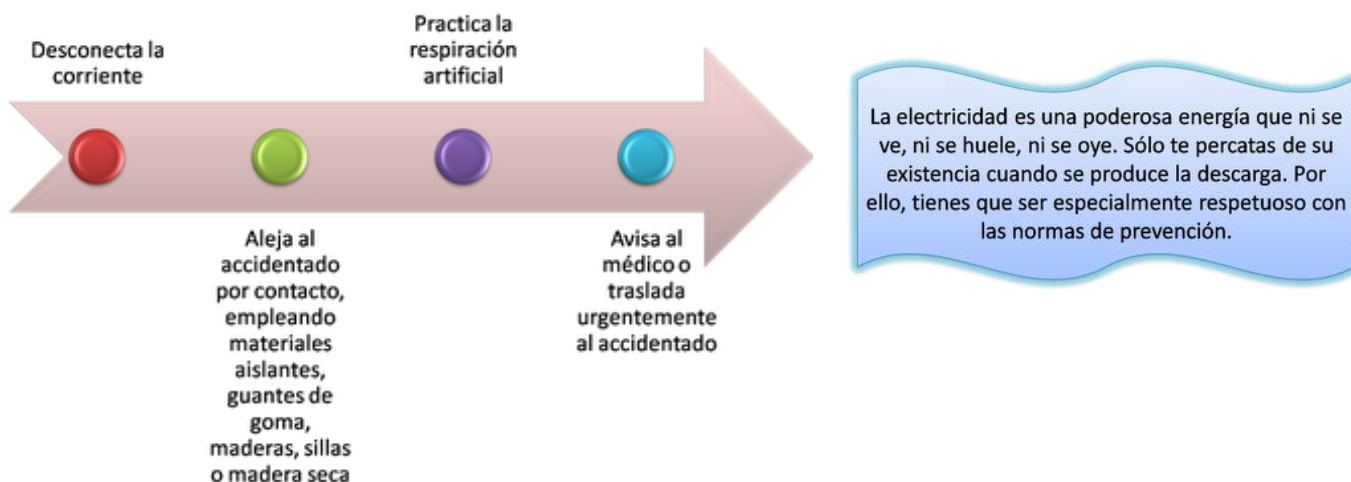 Desconecta la
corriente
Aleja al
accidentado
por contacto,
empleando
materiales
aislantes,
guantes de
goma,
maderas, sillas
o madera seca
Practica la
respiración
artificial
Avisa al
médico o
traslada
urgentemente
al accidentado
La electricidad es una poderosa energía que ni se
ve, ni se huele, ni se oye. Sólo te percatas de su
existencia cuando se produce la descarga. Por
ello, tienes que ser especialmente respetuoso con
las normas de prevención.